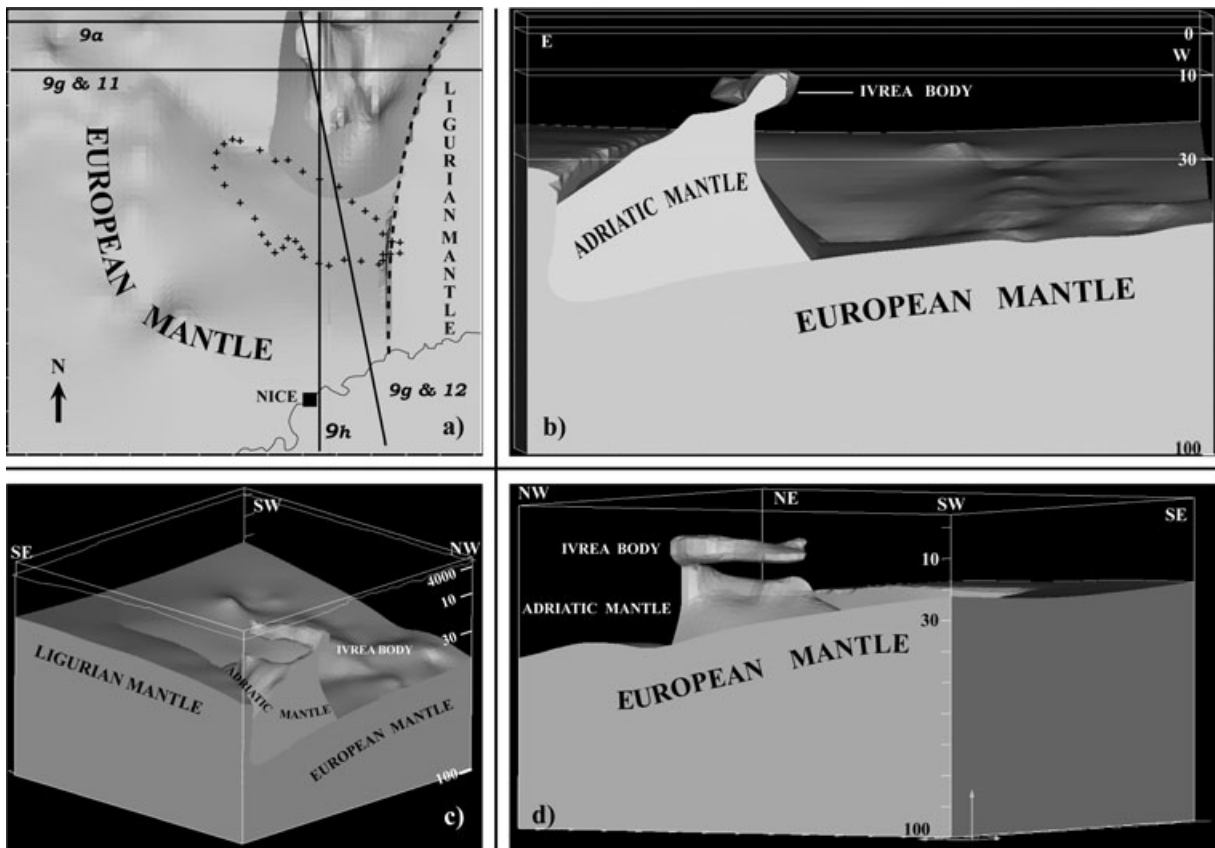 9a
9g & 11
EUROPEAN MANTLE
LIGURIAN MANTLE
N
NICE
9g & 12
9h
a)
E
0
W
10
IVREA BODY
30
ADRIATIC MANTLE
EUROPEAN MANTLE
b)
100
SW
SE
NW
4000
10
30
IVREA BODY
LIGURIAN MANTLE
ADRIATIC MANTLE
EUROPEAN MANTLE
100
c)
NW
NE
SW
SE
IVREA BODY
10
ADRIATIC MANTLE
30
EUROPEAN MANTLE
d)
100